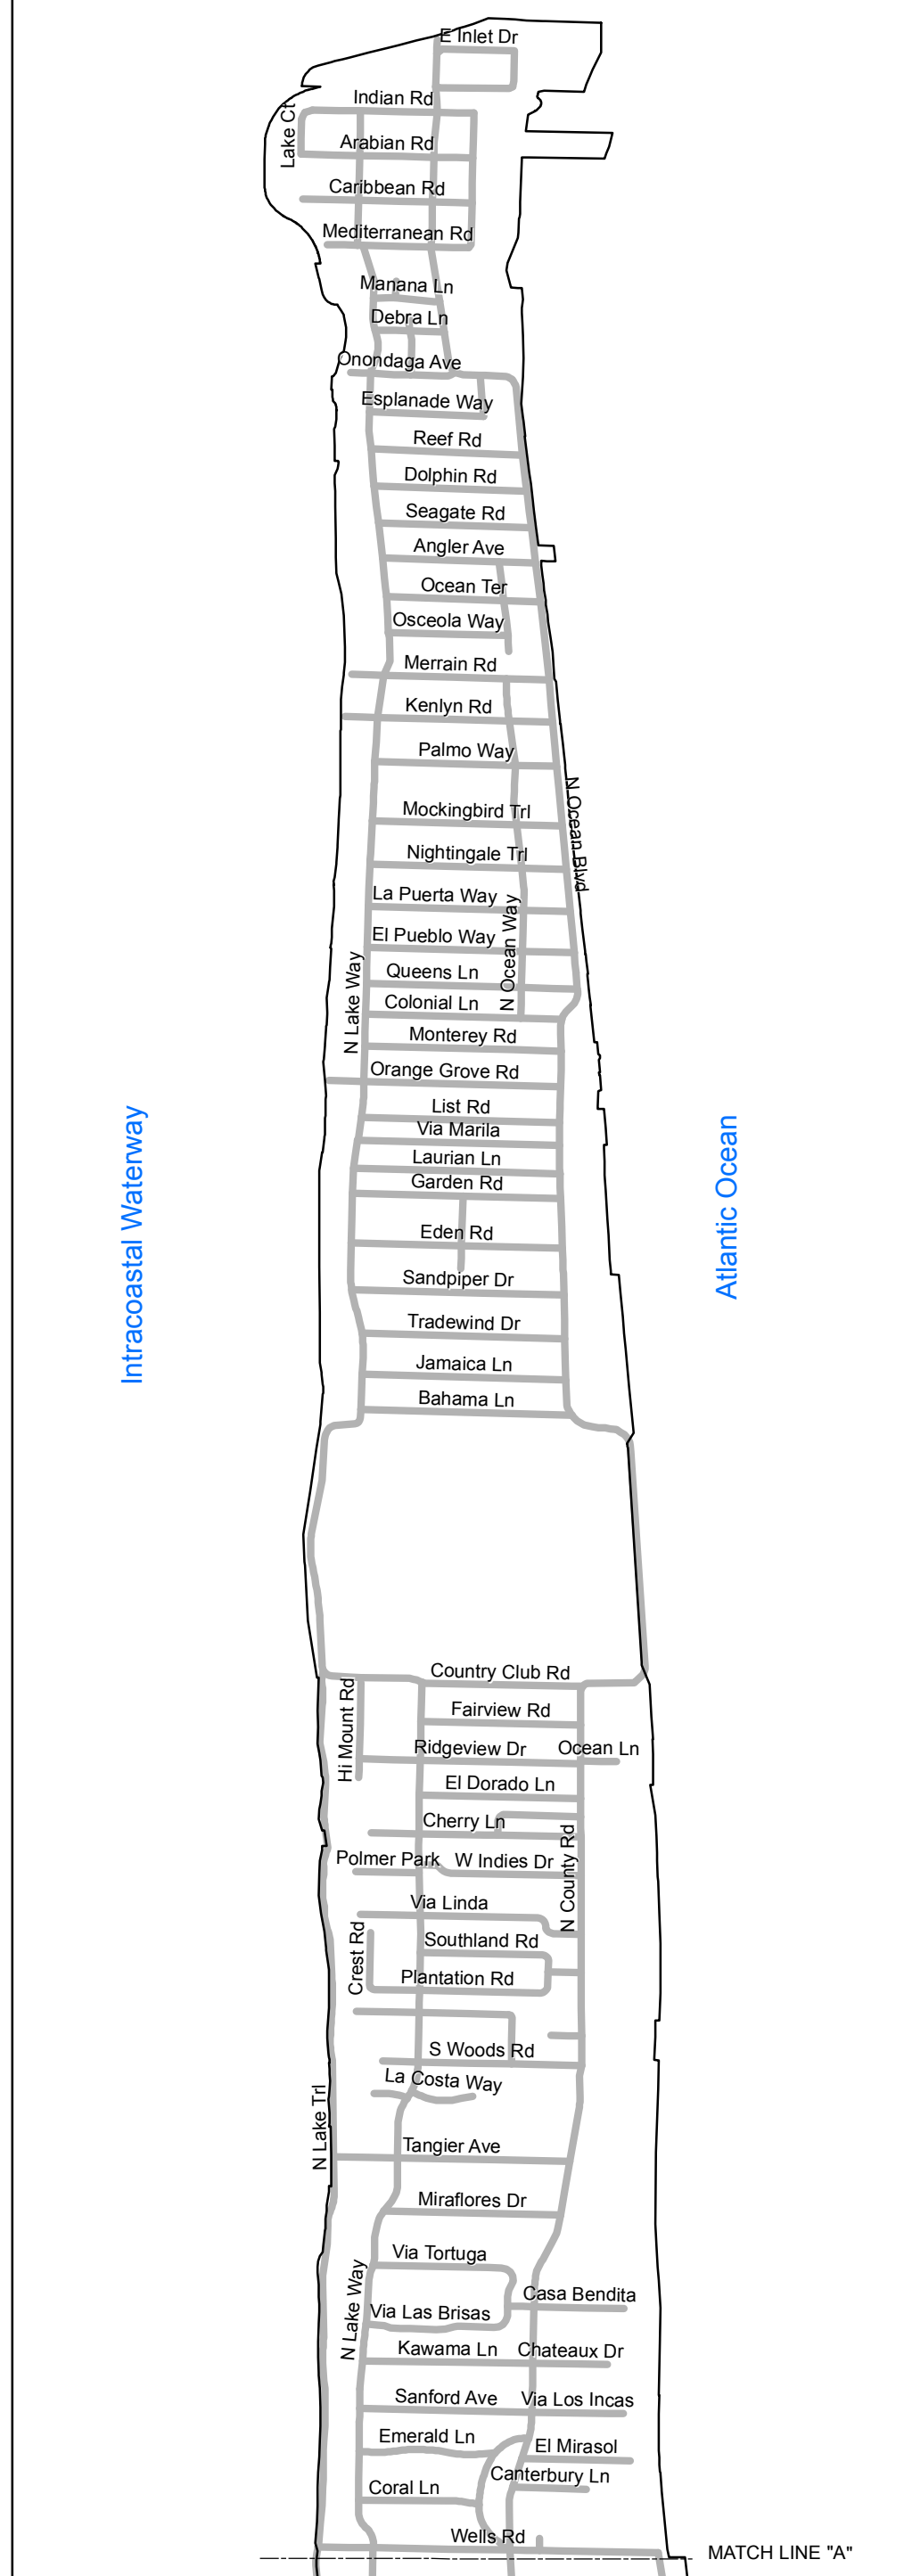 E Inlet Dr
Indian Rd
Lake Ct
Arabian Rd
Caribbean Rd
Mediterranean Rd
Manana Ln
Debra Ln
Onondaga Ave
Esplanade Way
Reef Rd
Dolphin Rd
Seagate Rd
Angler Ave
Ocean Ter
Osceola Way
Merrain Rd
Kenlyn Rd
Palmo Way
N Ocean Blvd
Mockingbird Trl
Nightingale Trl
La Puerta Way
N Ocean Way
El Pueblo Way
N Lake Way
Queens Ln
Colonial Ln
Monterey Rd
Orange Grove Rd
List Rd
Via Marila
Intracoastal Waterway
Atlantic Ocean
Laurian Ln
Garden Rd
Eden Rd
Sandpiper Dr
Tradewind Dr
Jamaica Ln
Bahama Ln
Country Club Rd
Hi Mount Rd
Fairview Rd
Ridgeview Dr
Ocean Ln
El Dorado Ln
Cherry Ln
N County Rd
Polmer Park
W Indies Dr
Via Linda
Crest Rd
Southland Rd
Plantation Rd
S Woods Rd
La Costa Way
N Lake Trl
Tangier Ave
Miraflores Dr
Via Tortuga
N Lake Way
Casa Bendita
Via Las Brisas
Kawama Ln
Chateaux Dr
Sanford Ave
Via Los Incas
Emerald Ln
El Mirasol
Canterbury Ln
Coral Ln
Wells Rd
MATCH LINE "A"